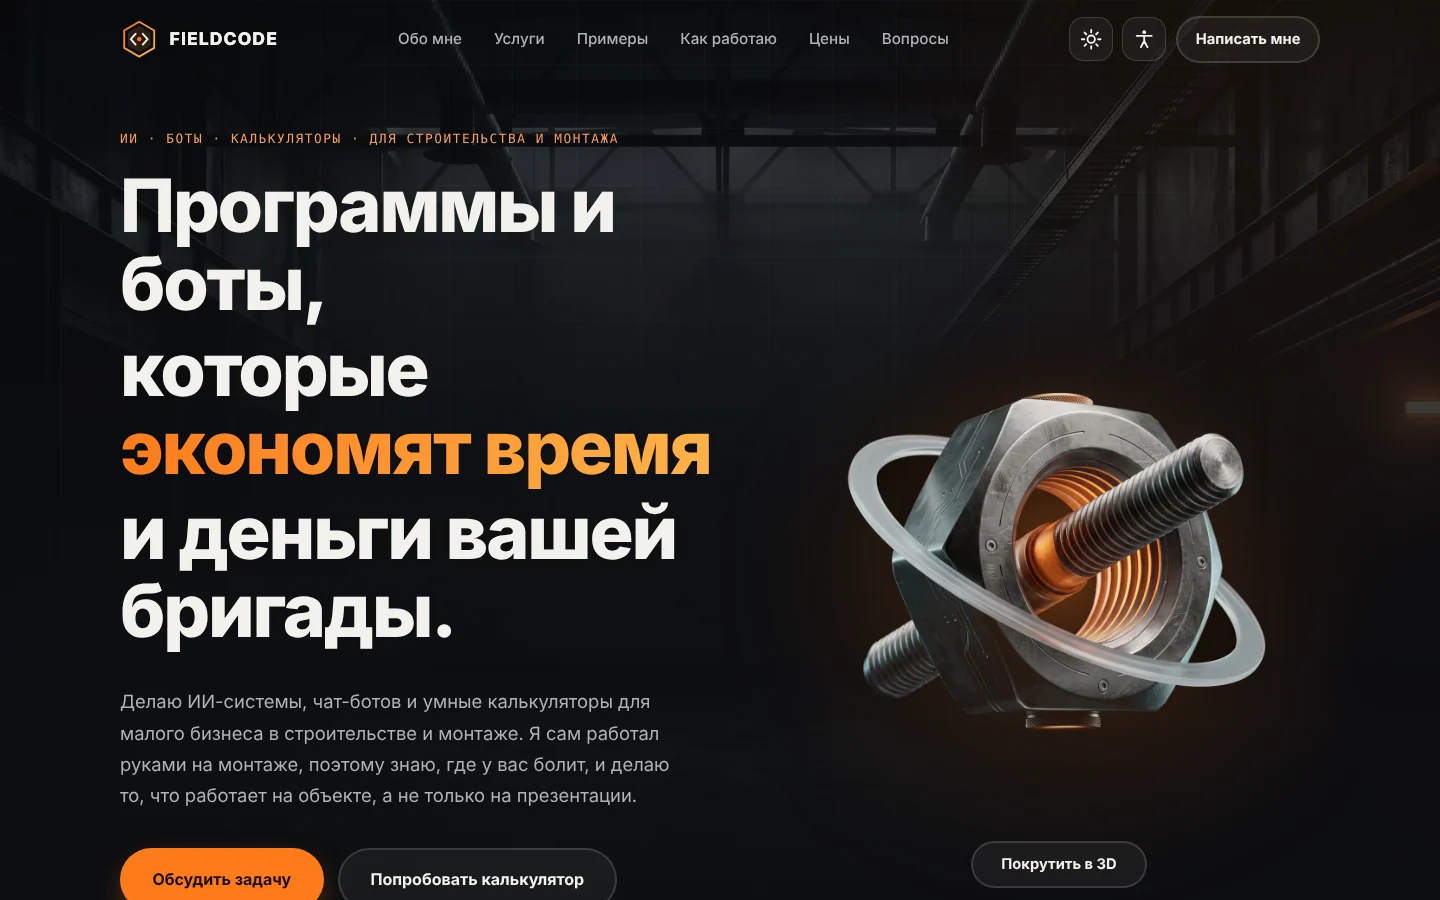 FIELDCODE
Обо мне
Услуги
Примеры
Как работаю
Цены
Вопросы
Написать мне
ИИ · БОТЫ · КАЛЬКУЛЯТОРЫ · ДЛЯ СТРОИТЕЛЬСТВА И МОНТАЖА
Программы и
боты,
которые
экономят время
и деньги вашей
бригады.
Делаю ИИ-системы, чат-ботов и умные калькуляторы для
малого бизнеса в строительстве и монтаже. Я сам работал
руками на монтаже, поэтому знаю, где у вас болит, и делаю
то, что работает на объекте, а не только на презентации.
Обсудить задачу
Попробовать калькулятор
Покрутить в 3D